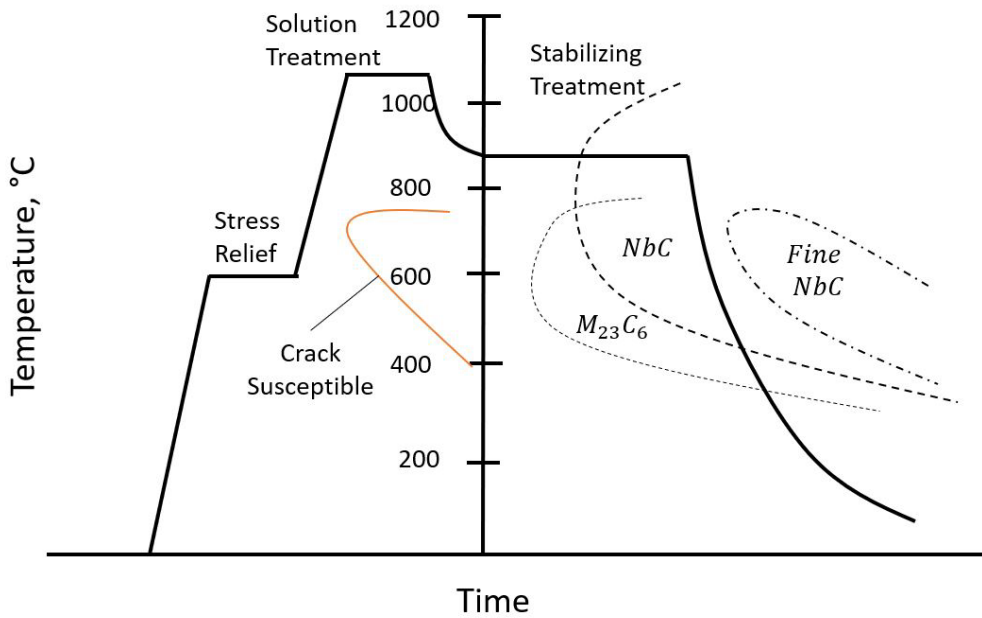 1200
Solution
Treatment
Stabilizing
Treatment
1000
Temperature, °C
800
Stress
Relief
NbC
Fine
NbC
600
M₂₃C₆
Crack
Susceptible
400
200
Time